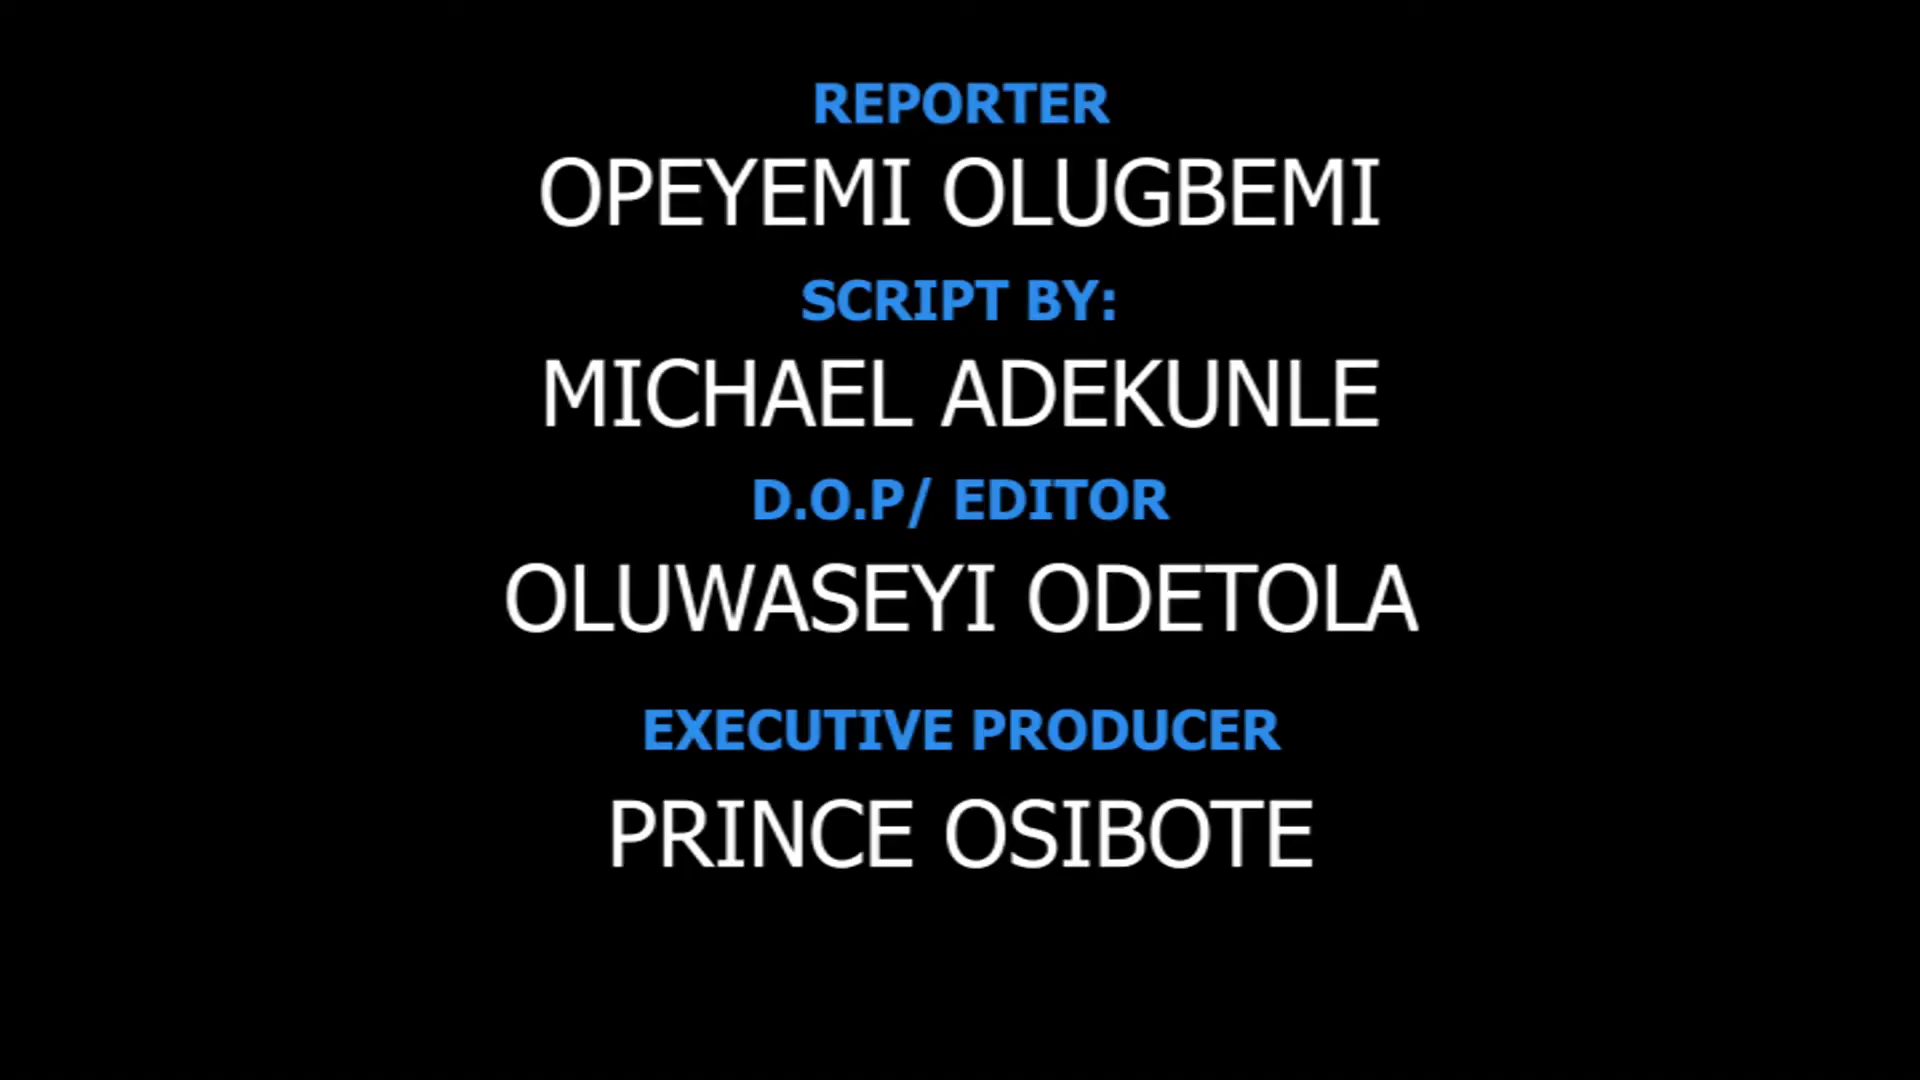 REPORTER
OPEYEMI OLUGBEMI
SCRIPT BY:
MICHAEL ADEKUNLE
D.O.P/ EDITOR
OLUWASEYI ODETOLA
EXECUTIVE PRODUCER
PRINCE OSIBOTE